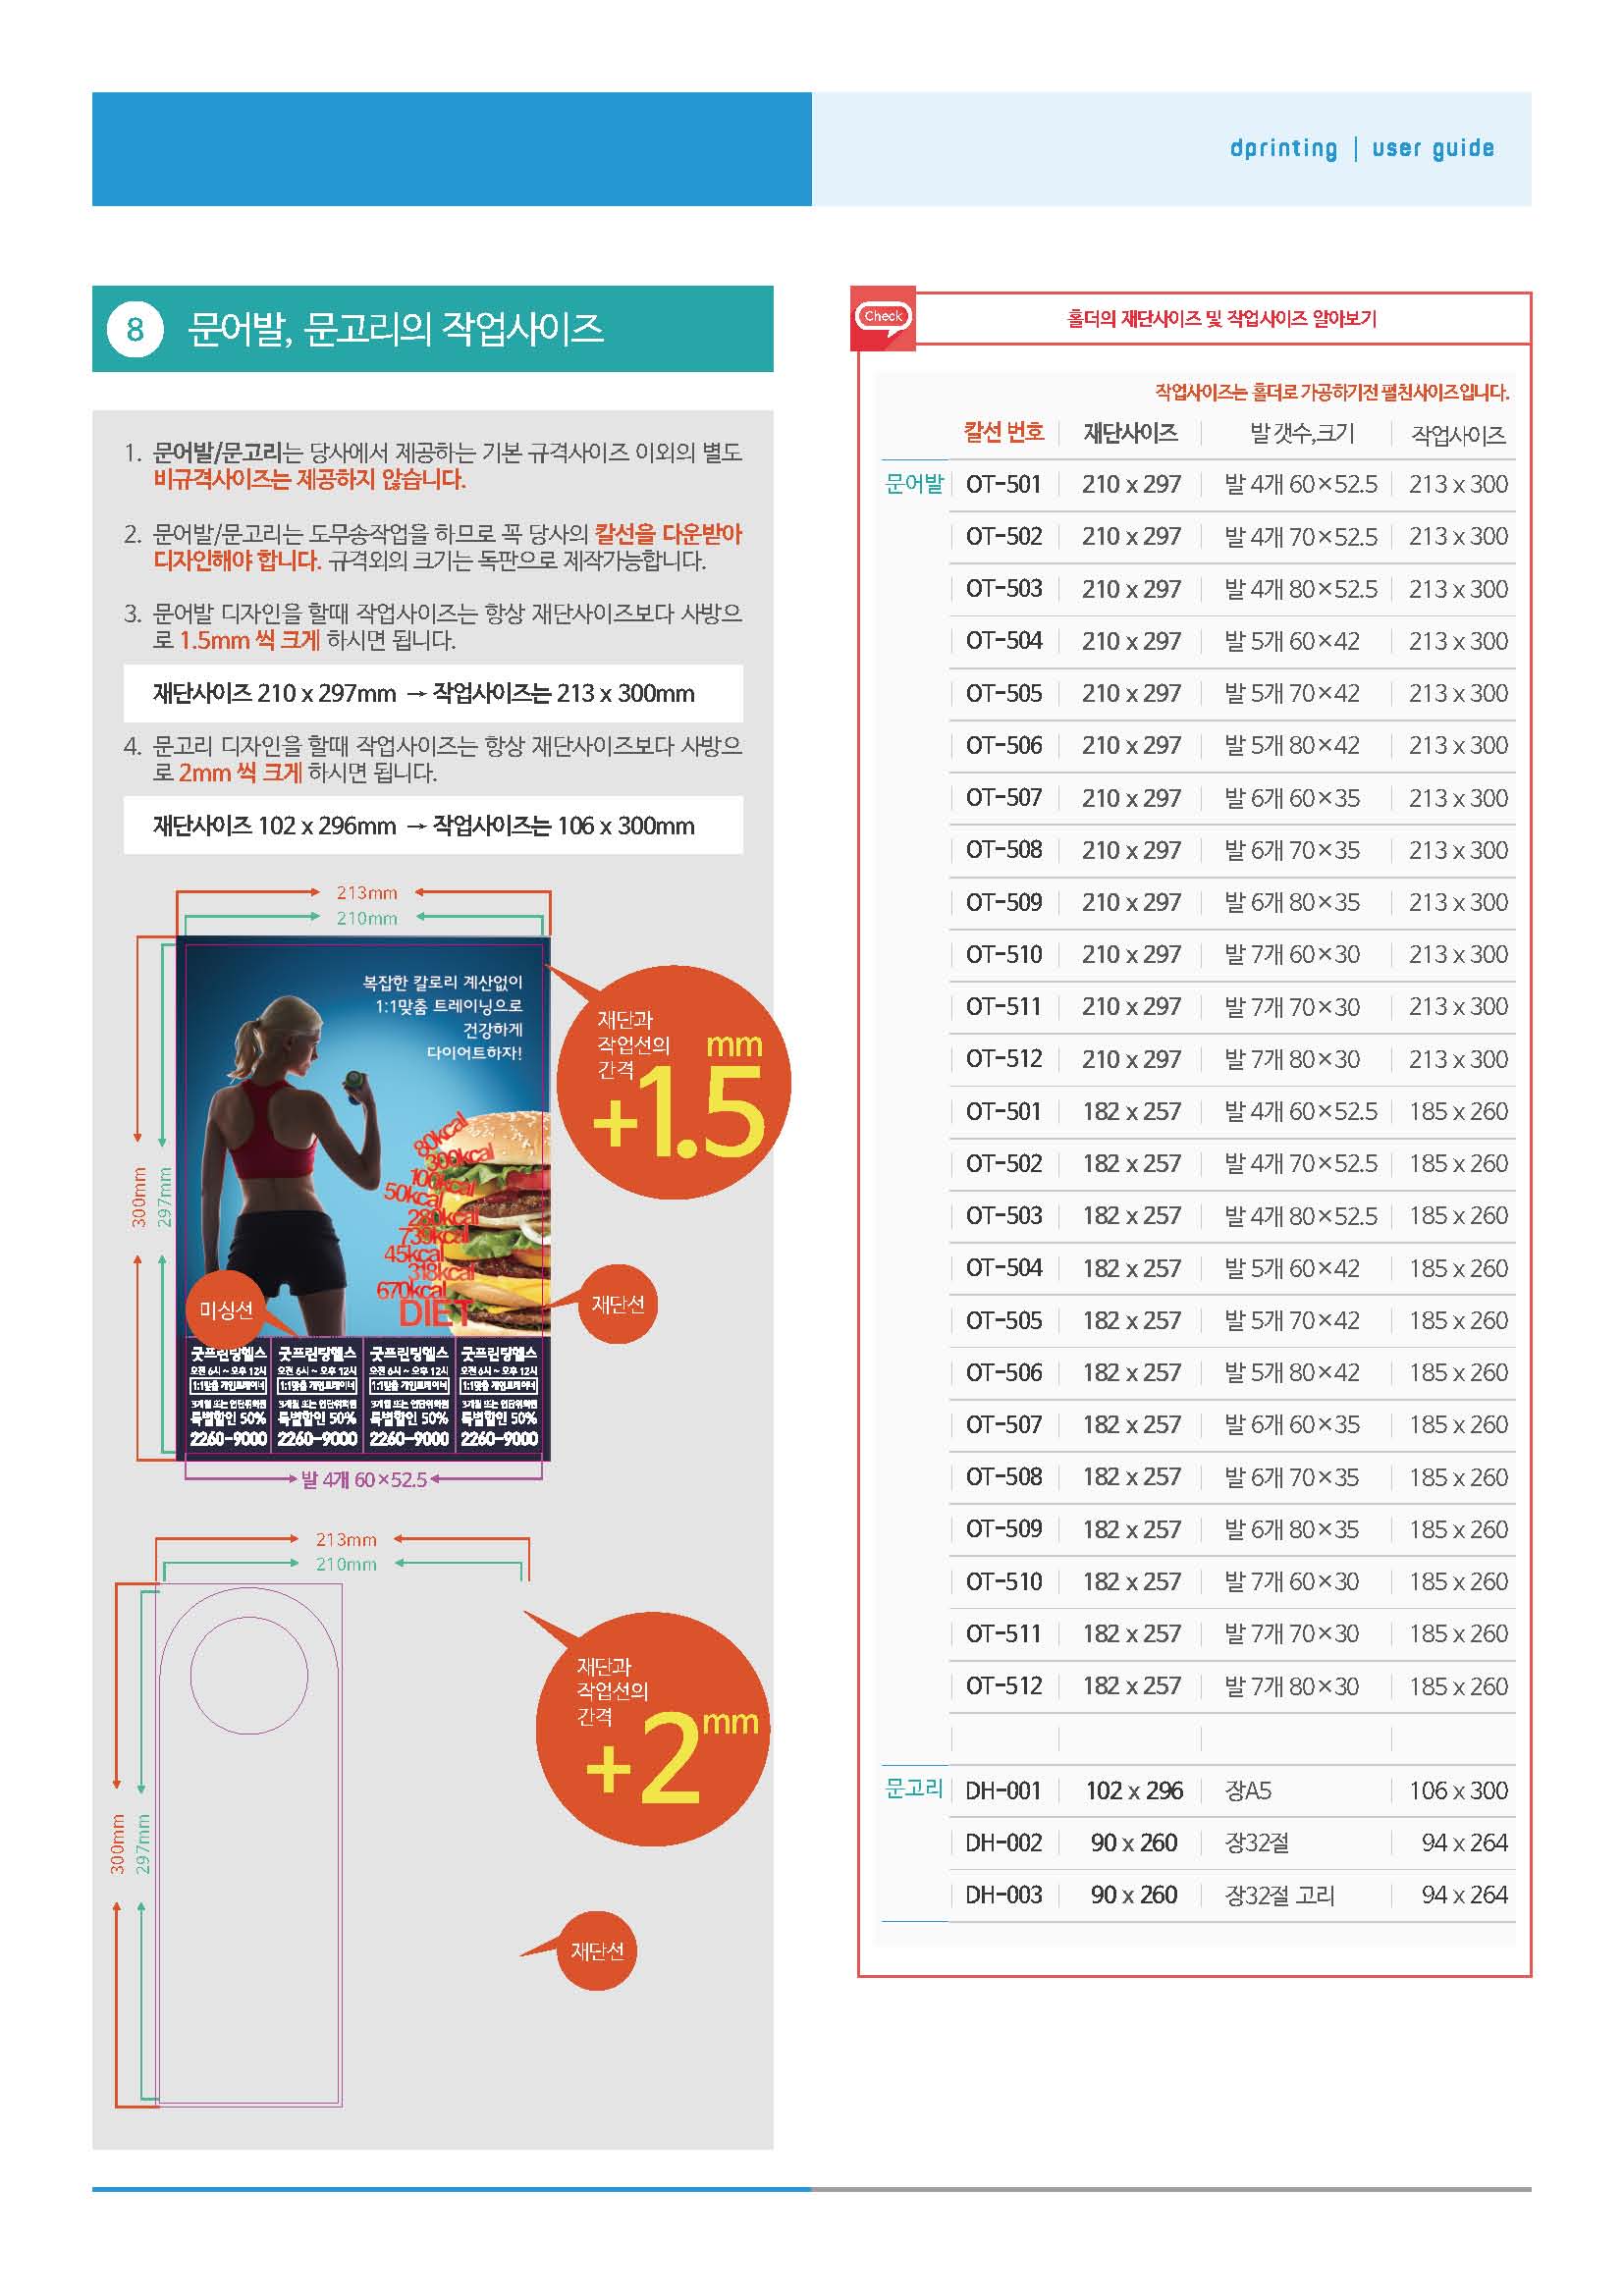 dprinting | user guide
8 문어발, 문고리의 작업사이즈
1. 문어발/문고리는 당사에서 제공하는 기본 규격사이즈 이외의 별도
비규격사이즈는 제공하지 않습니다.
2. 문어발/문고리는 도무송작업을 하므로 꼭 당사의 칼선을 다운받아
디자인해야 합니다. 규격외의 크기는 독판으로 제작가능합니다.
3. 문어발 디자인을 할때 작업사이즈는 항상 재단사이즈보다 사방으
로 1.5mm 씩 크게 하시면 됩니다.
재단사이즈 210 x 297mm → 작업사이즈는 213 x 300mm
4. 문고리 디자인을 할때 작업사이즈는 항상 재단사이즈보다 사방으
로 2mm 씩 크게 하시면 됩니다.
재단사이즈 102 x 296mm → 작업사이즈는 106 x 300mm
213mm
210mm
300mm
297mm
복잡한 칼로리 계산없이
1:1맞춤 트레이닝으로
건강하게
다이어트하자!
80kcal
300kcal
100kcal
50kcal
280kcal
739kcal
45kcal
318kcal
670kcal
DIET
재단과
작업선의
간격
+1.5 mm
미싱선
재단선
굿프린팅헬스 굿프린팅헬스 굿프린팅헬스 굿프린팅헬스
오전 6시 ~ 오후 12시 오전 6시 ~ 오후 12시 오전 6시 ~ 오후 12시 오전 6시 ~ 오후 12시
1:1맞춤 개인트레이너 1:1맞춤 개인트레이너 1:1맞춤 개인트레이너 1:1맞춤 개인트레이너
특별할인 50% 특별할인 50% 특별할인 50% 특별할인 50%
2260-9000 2260-9000 2260-9000 2260-9000
발 4개 60×52.5
213mm
210mm
300mm
297mm
재단과
작업선의
간격
+2 mm
재단선
Check 홀더의 재단사이즈 및 작업사이즈 알아보기
작업사이즈는 홀더로 가공하기전 펼친사이즈입니다.
칼선 번호 재단사이즈 발 갯수,크기 작업사이즈
문어발 OT-501 210 x 297 발 4개 60×52.5 213 x 300
OT-502 210 x 297 발 4개 70×52.5 213 x 300
OT-503 210 x 297 발 4개 80×52.5 213 x 300
OT-504 210 x 297 발 5개 60×42 213 x 300
OT-505 210 x 297 발 5개 70×42 213 x 300
OT-506 210 x 297 발 5개 80×42 213 x 300
OT-507 210 x 297 발 6개 60×35 213 x 300
OT-508 210 x 297 발 6개 70×35 213 x 300
OT-509 210 x 297 발 6개 80×35 213 x 300
OT-510 210 x 297 발 7개 60×30 213 x 300
OT-511 210 x 297 발 7개 70×30 213 x 300
OT-512 210 x 297 발 7개 80×30 213 x 300
OT-501 182 x 257 발 4개 60×52.5 185 x 260
OT-502 182 x 257 발 4개 70×52.5 185 x 260
OT-503 182 x 257 발 4개 80×52.5 185 x 260
OT-504 182 x 257 발 5개 60×42 185 x 260
OT-505 182 x 257 발 5개 70×42 185 x 260
OT-506 182 x 257 발 5개 80×42 185 x 260
OT-507 182 x 257 발 6개 60×35 185 x 260
OT-508 182 x 257 발 6개 70×35 185 x 260
OT-509 182 x 257 발 6개 80×35 185 x 260
OT-510 182 x 257 발 7개 60×30 185 x 260
OT-511 182 x 257 발 7개 70×30 185 x 260
OT-512 182 x 257 발 7개 80×30 185 x 260
문고리 DH-001 102 x 296 장A5 106 x 300
DH-002 90 x 260 장32절 94 x 264
DH-003 90 x 260 장32절 고리 94 x 264